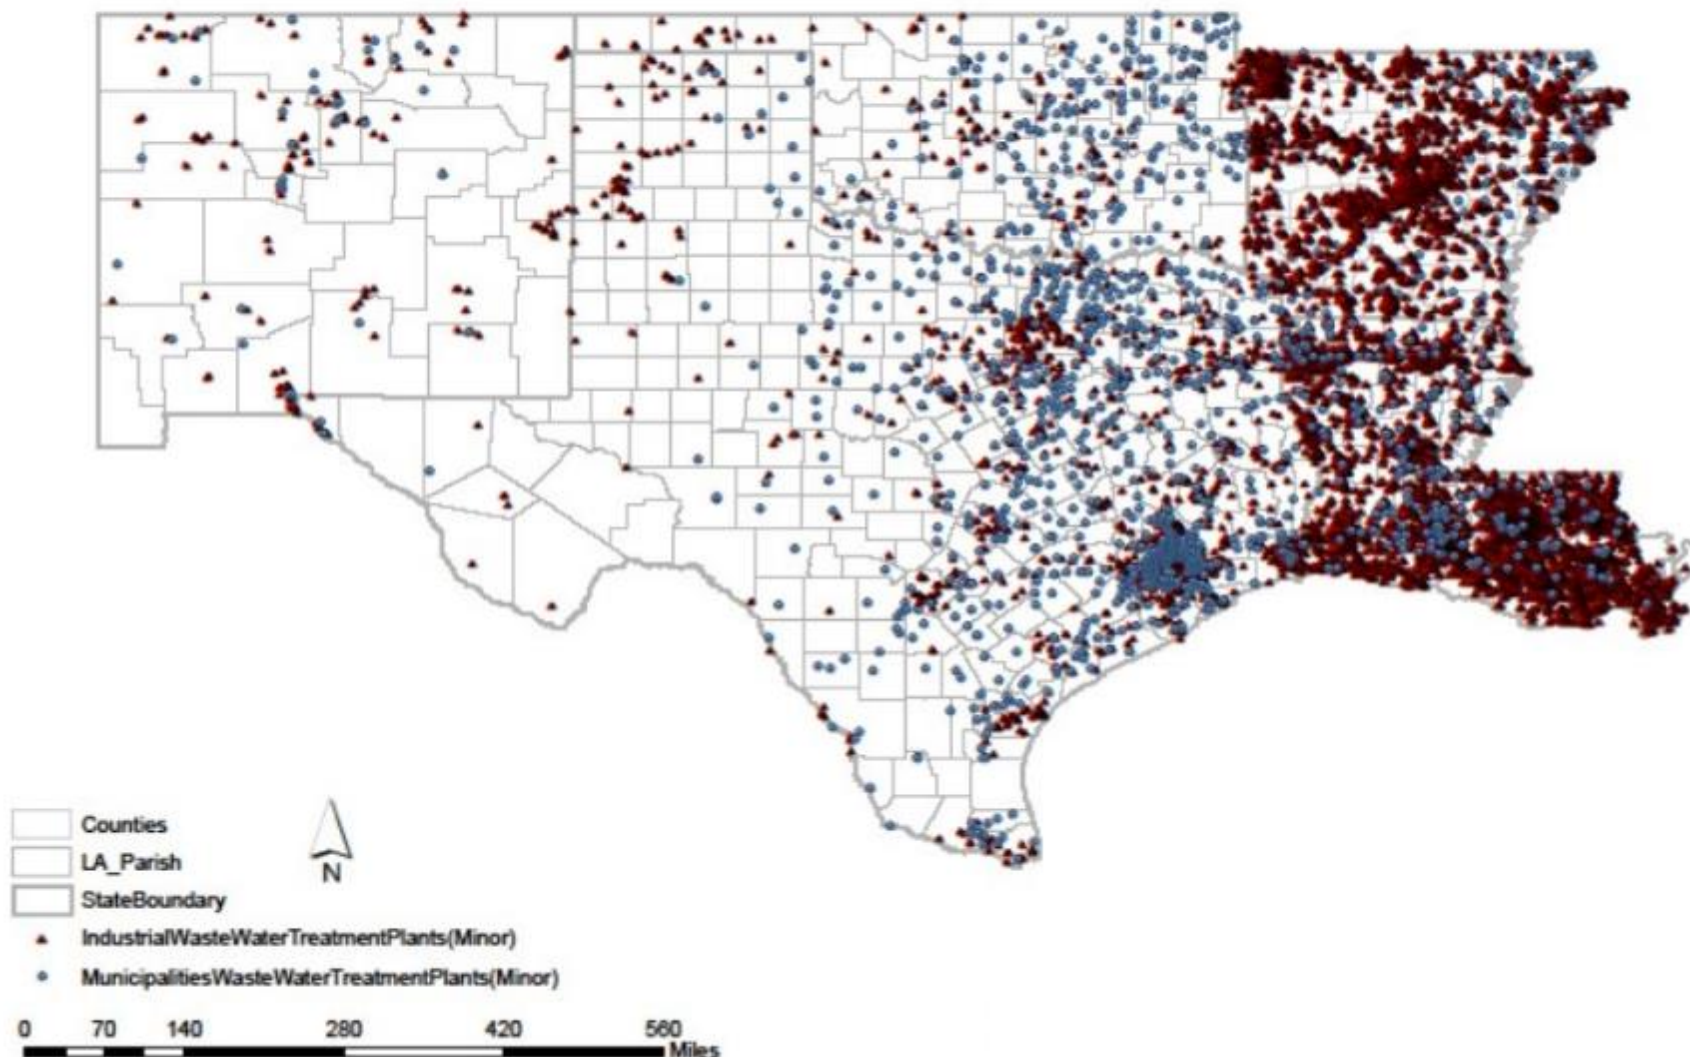 Counties
LA_Parish
N
StateBoundary
IndustrialWasteWaterTreatmentPlants(Minor)
MunicipalitiesWasteWaterTreatmentPlants(Minor)
0 70 140 280 420 560
Miles